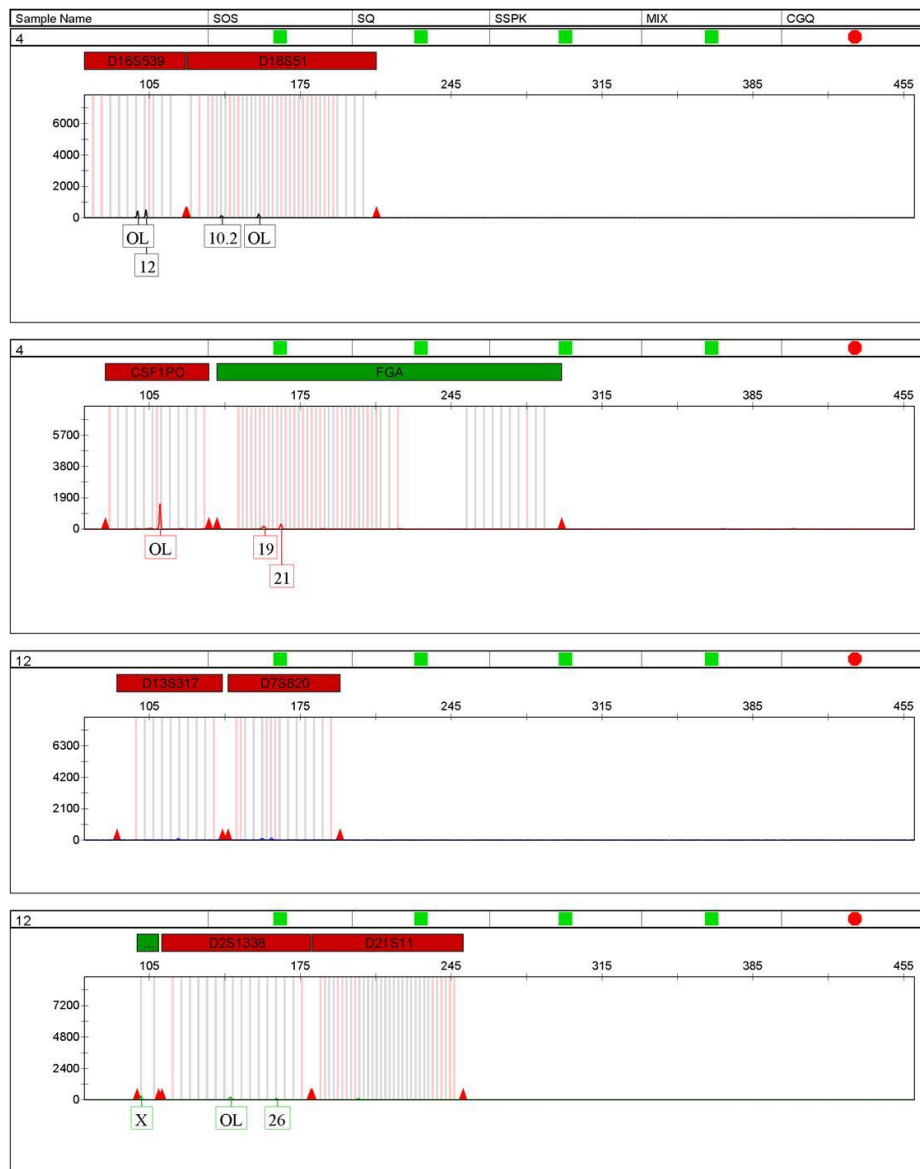 Sample Name SOS SQ SSPK MIX CGQ
4
D16S539 D18S51
105 175 245 315 385 455
6000
4000
2000
0
OL 10.2 OL
12
4
CSF1PO FGA
105 175 245 315 385 455
5700
3800
1900
0
OL 19
21
12
D13S317 D7S820
105 175 245 315 385 455
6300
4200
2100
0
12
... D2S1338 D21S11
105 175 245 315 385 455
7200
4800
2400
0
X OL 26